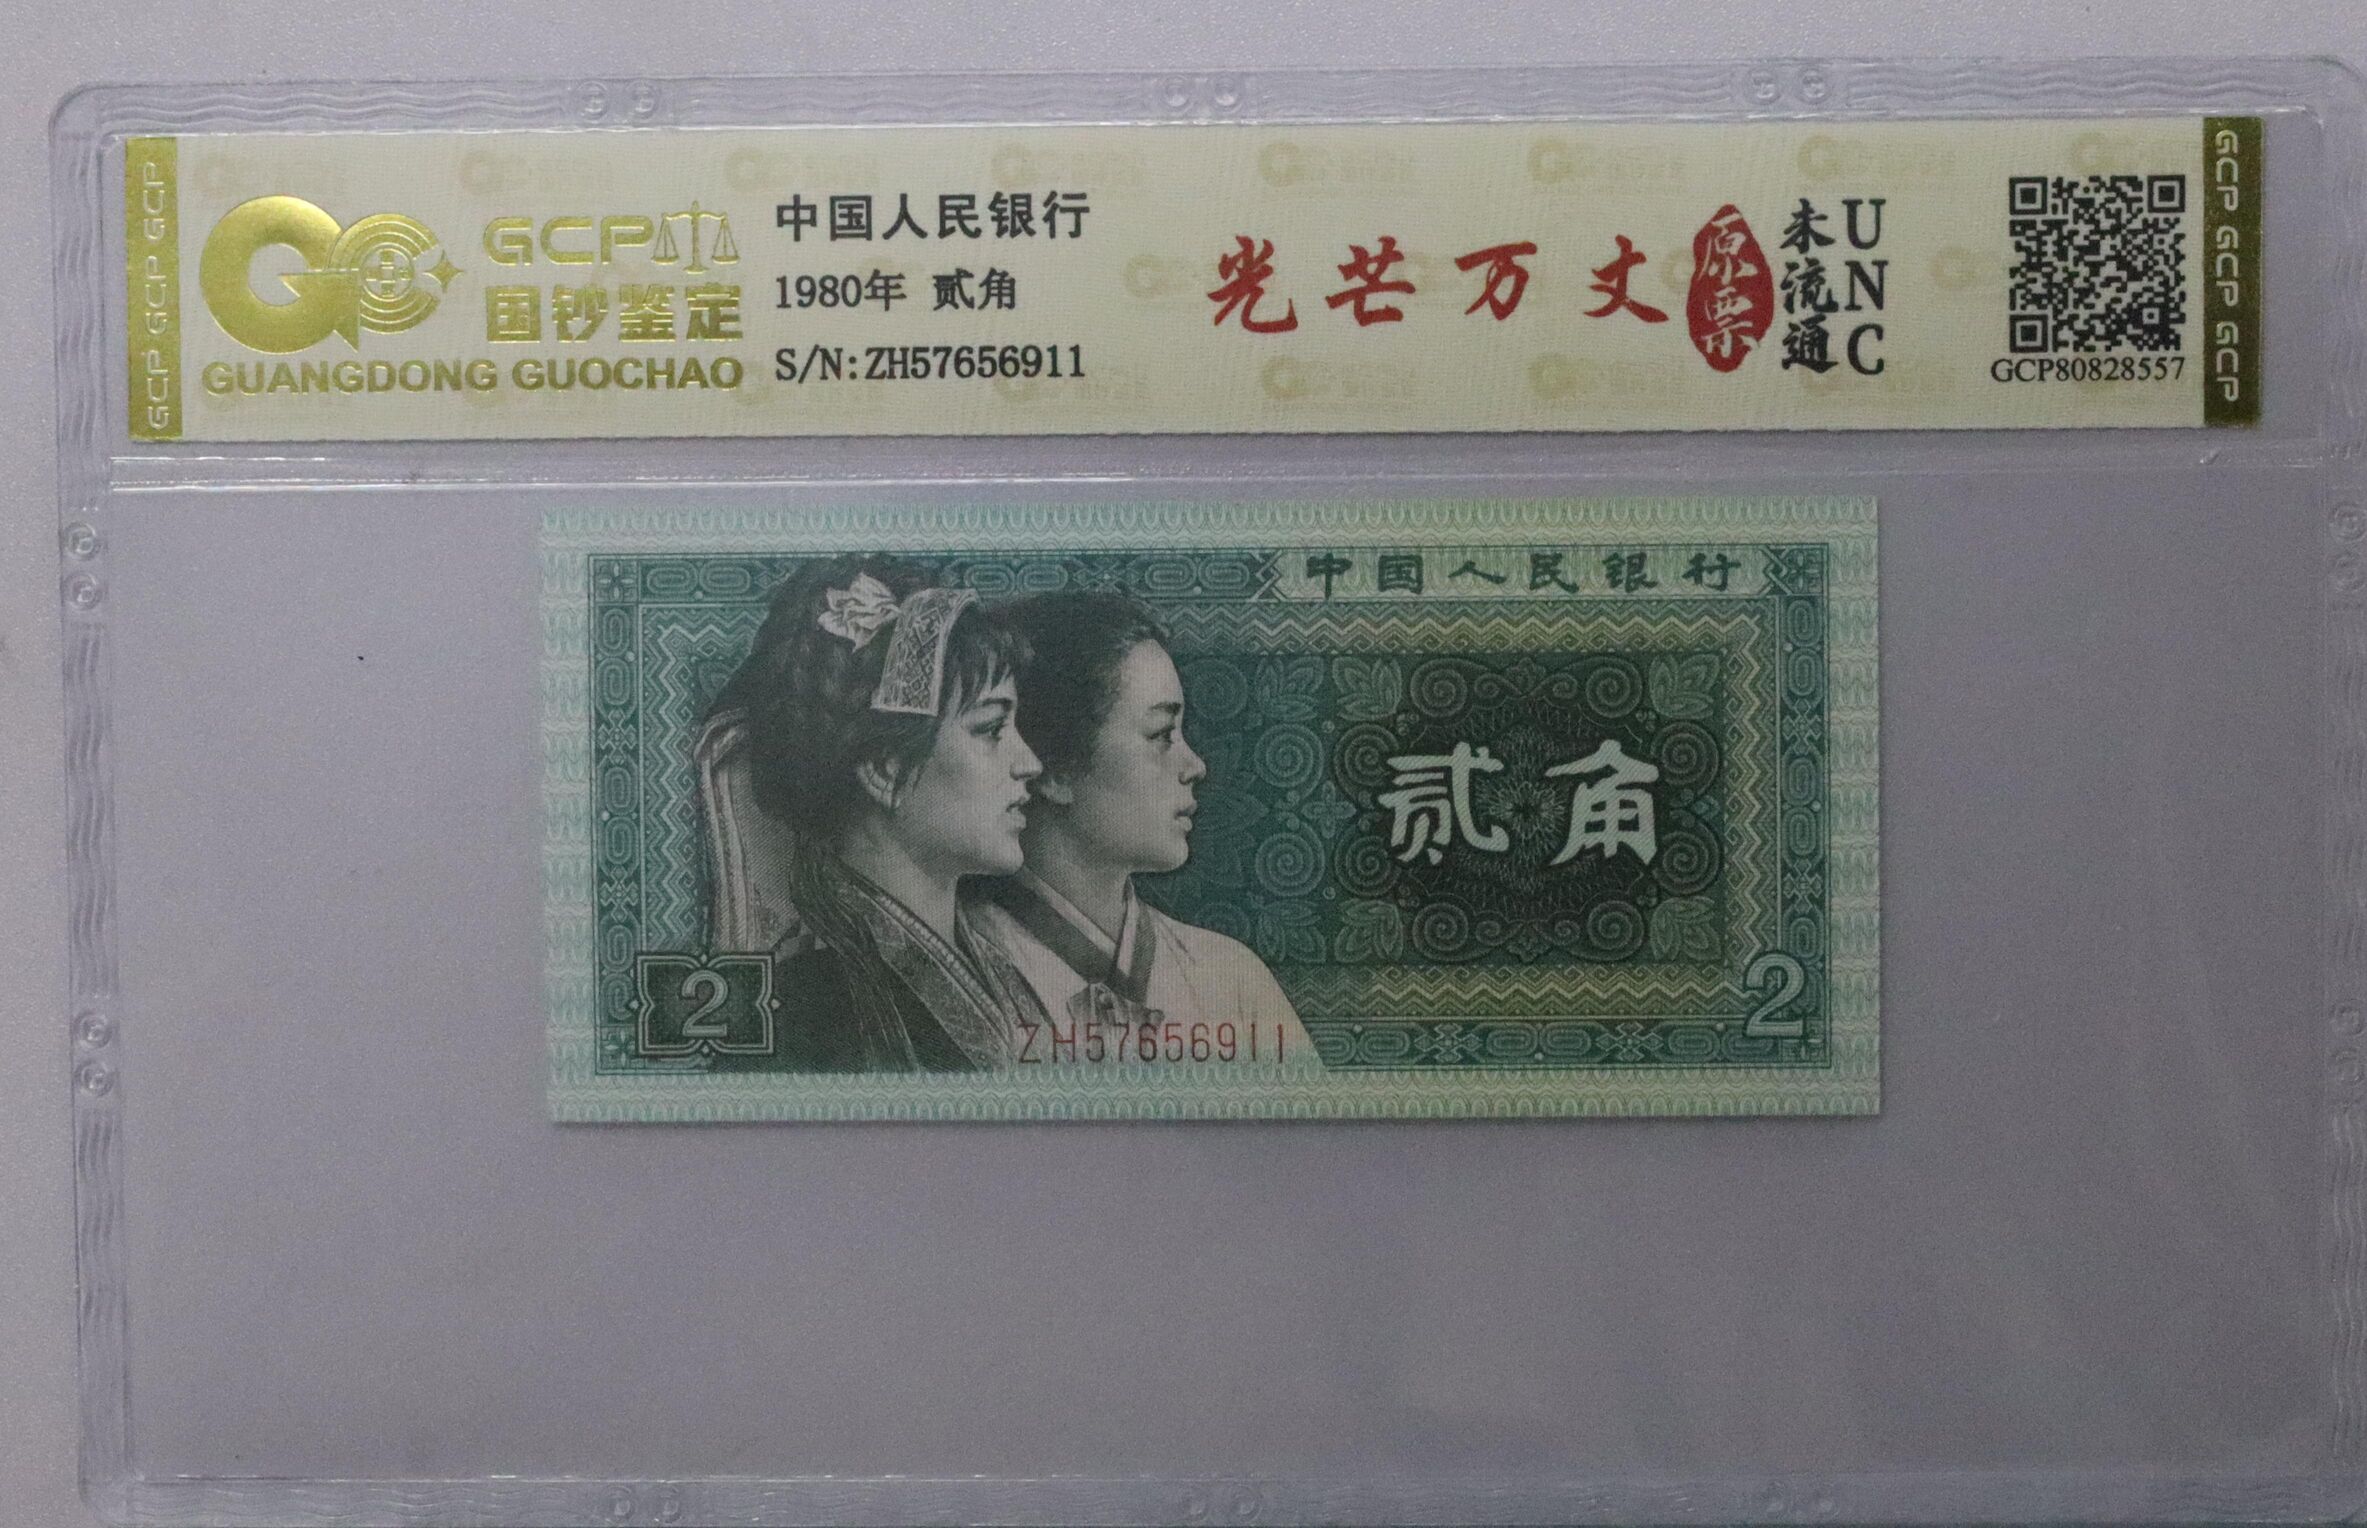 GCP GCP GCP
GCP
国钞鉴定
GUANGDONG GUOCHAO
中国人民银行
1980年 贰角
S/N:ZH57656911
光芒万丈
原票
未流通
UNC
GCP80828557
GCP GCP GCP
中国人民银行
贰角
2
2
ZH57656911